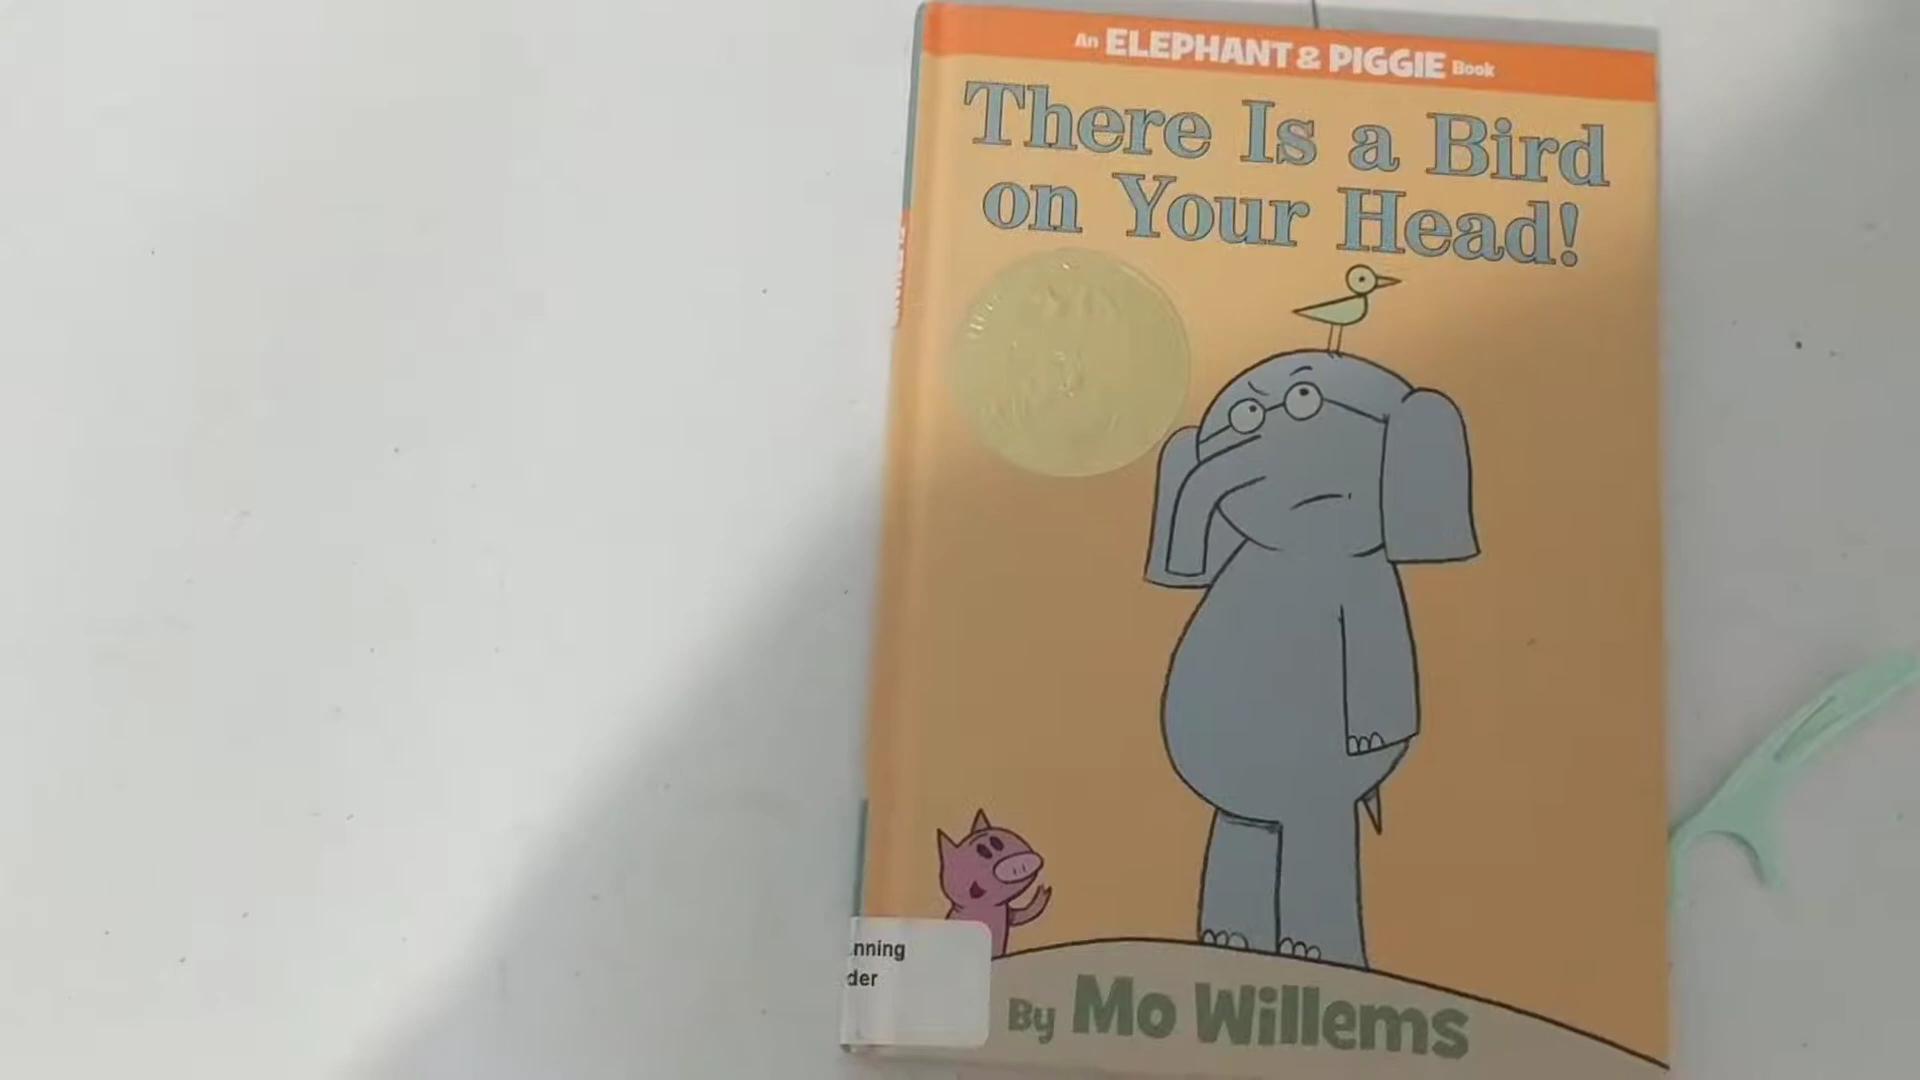 An ELEPHANT & PIGGIE Book
There Is a Bird
on Your Head!
nning
der
By Mo Willems